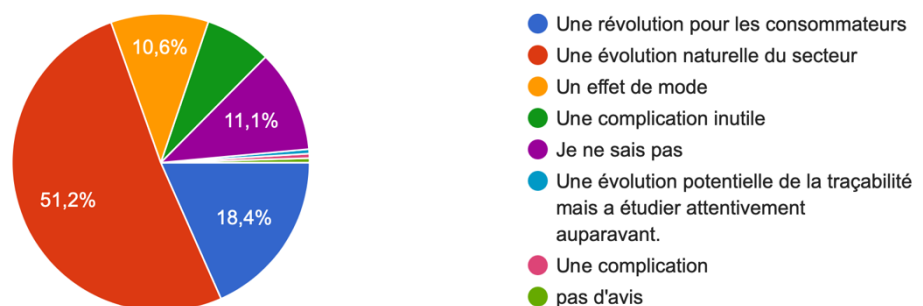 10,6%
11,1%
51,2%
18,4%
Une révolution pour les consommateurs
Une évolution naturelle du secteur
Un effet de mode
Une complication inutile
Je ne sais pas
Une évolution potentielle de la traçabilité
mais a étudier attentivement
auparavant.
Une complication
pas d'avis